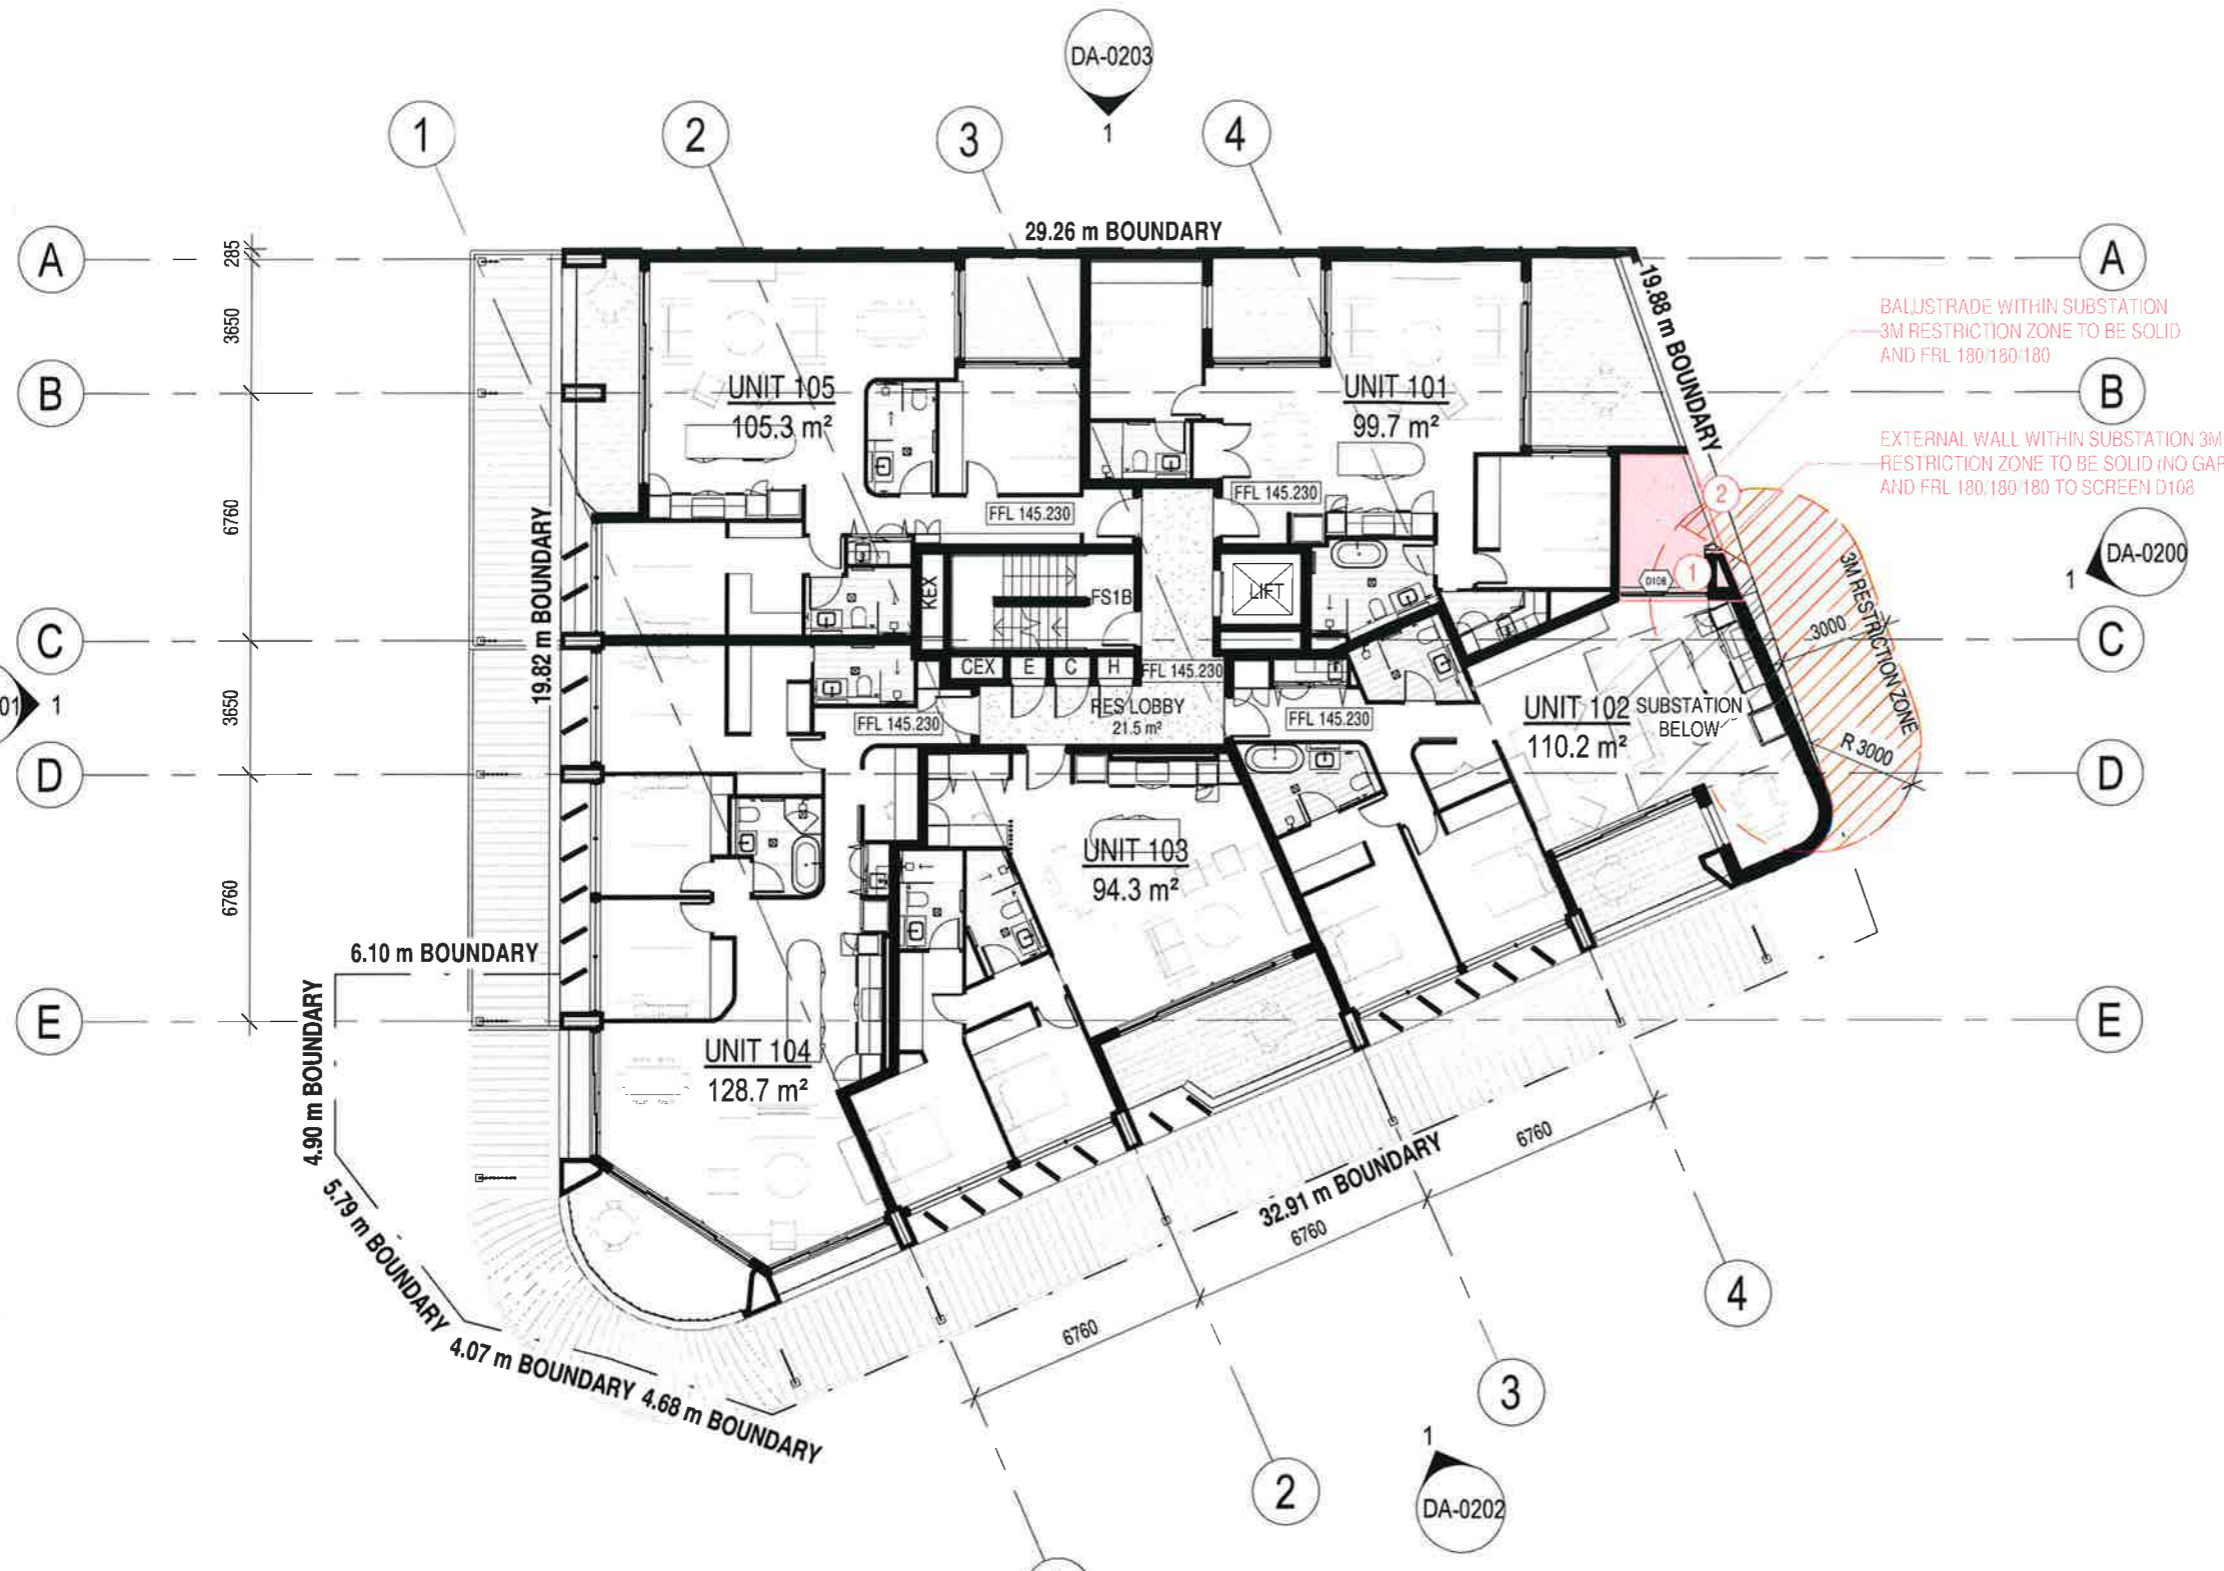 DA-0203
1
1
2
3
4
29.26 m BOUNDARY
A
A
285
3650
19.88 m BOUNDARY
BALUSTRADE WITHIN SUBSTATION
3M RESTRICTION ZONE TO BE SOLID
AND FRL 180/180/180
B
B
UNIT 105
105.3 m²
UNIT 101
99.7 m²
EXTERNAL WALL WITHIN SUBSTATION 3M
RESTRICTION ZONE TO BE SOLID (NO GAP
AND FRL 180/180/180 TO SCREEN D108
2
FFL 145.230
FFL 145.230
6760
19.82 m BOUNDARY
DA-0200
1
1
D108
KEX
FS1B
LIFT
3M RESTRICTION ZONE
3000
C
C
CEX
E
C
H
FFL 145.230
01
1
3650
RES LOBBY
21.5 m²
FFL 145.230
FFL 145.230
UNIT 102
110.2 m²
SUBSTATION
BELOW
R 3000
D
D
UNIT 103
94.3 m²
6760
6.10 m BOUNDARY
4.90 m BOUNDARY
E
E
UNIT 104
128.7 m²
6760
32.91 m BOUNDARY
6760
6760
5.79 m BOUNDARY
4.07 m BOUNDARY
4.68 m BOUNDARY
4
3
2
1
DA-0202